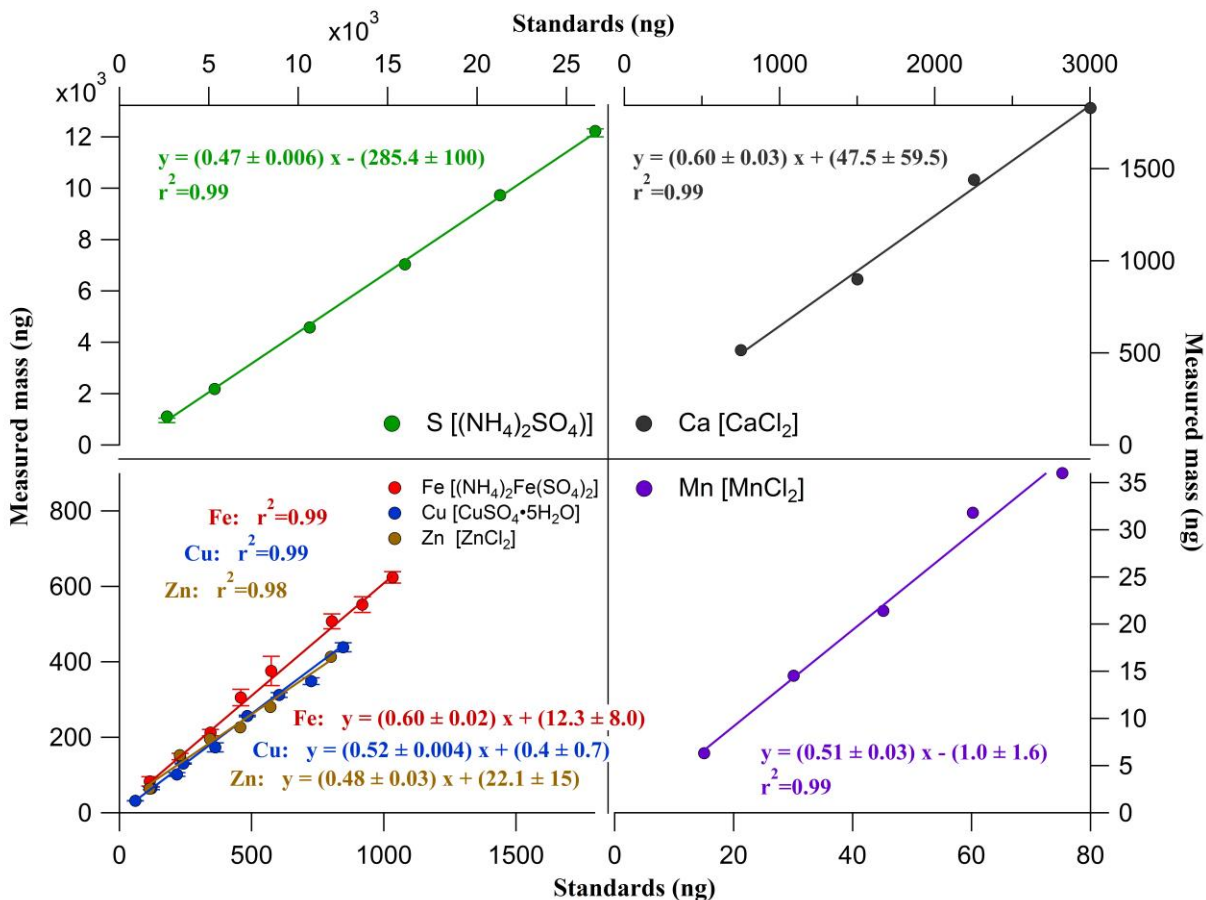 Standards (ng)
x10³
0 5 10 15 20 25
0 1000 2000 3000
x10³
12
10
8
6
4
2
0
y = (0.47 ± 0.006) x - (285.4 ± 100)
r²=0.99
S [(NH₄)₂SO₄)]
y = (0.60 ± 0.03) x + (47.5 ± 59.5)
r²=0.99
Ca [CaCl₂]
1500
1000
500
0
Measured mass (ng)
Measured mass (ng)
800
600
400
200
0
Fe [(NH₄)₂Fe(SO₄)₂]
Cu [CuSO₄•5H₂O]
Zn [ZnCl₂]
Fe: r²=0.99
Cu: r²=0.99
Zn: r²=0.98
Fe: y = (0.60 ± 0.02) x + (12.3 ± 8.0)
Cu: y = (0.52 ± 0.004) x + (0.4 ± 0.7)
Zn: y = (0.48 ± 0.03) x + (22.1 ± 15)
Mn [MnCl₂]
y = (0.51 ± 0.03) x - (1.0 ± 1.6)
r²=0.99
35
30
25
20
15
10
5
0
0 500 1000 1500
0 20 40 60 80
Standards (ng)